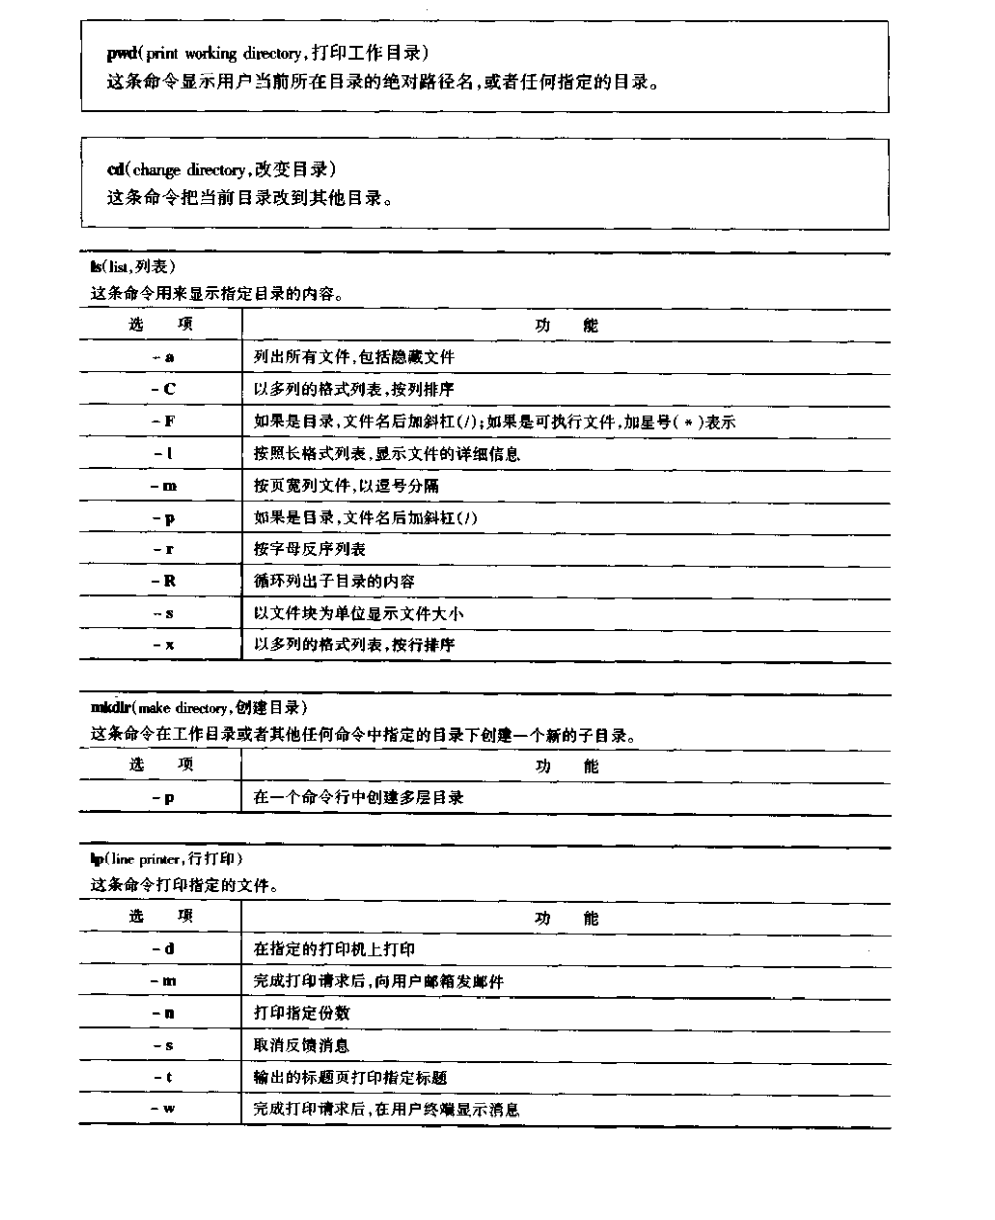 pwd(print working directory,打印工作目录)
这条命令显示用户当前所在目录的绝对路径名,或者任何指定的目录。
cd(change directory,改变目录)
这条命令把当前目录改到其他目录。
ls(list,列表)
这条命令用来显示指定目录的内容。
选 项 功 能
-a 列出所有文件,包括隐藏文件
-C 以多列的格式列表,按列排序
-F 如果是目录,文件名后加斜杠(/);如果是可执行文件,加星号(*)表示
-l 按照长格式列表,显示文件的详细信息
-m 按页宽列文件,以逗号分隔
-p 如果是目录,文件名后加斜杠(/)
-r 按字母反序列表
-R 循环列出子目录的内容
-s 以文件块为单位显示文件大小
-x 以多列的格式列表,按行排序
mkdir(make directory,创建目录)
这条命令在工作目录或者其他任何命令中指定的目录下创建一个新的子目录。
选 项 功 能
-p 在一个命令行中创建多层目录
lp(line printer,行打印)
这条命令打印指定的文件。
选 项 功 能
-d 在指定的打印机上打印
-m 完成打印请求后,向用户邮箱发邮件
-n 打印指定份数
-s 取消反馈消息
-t 输出的标题页打印指定标题
-w 完成打印请求后,在用户终端显示消息